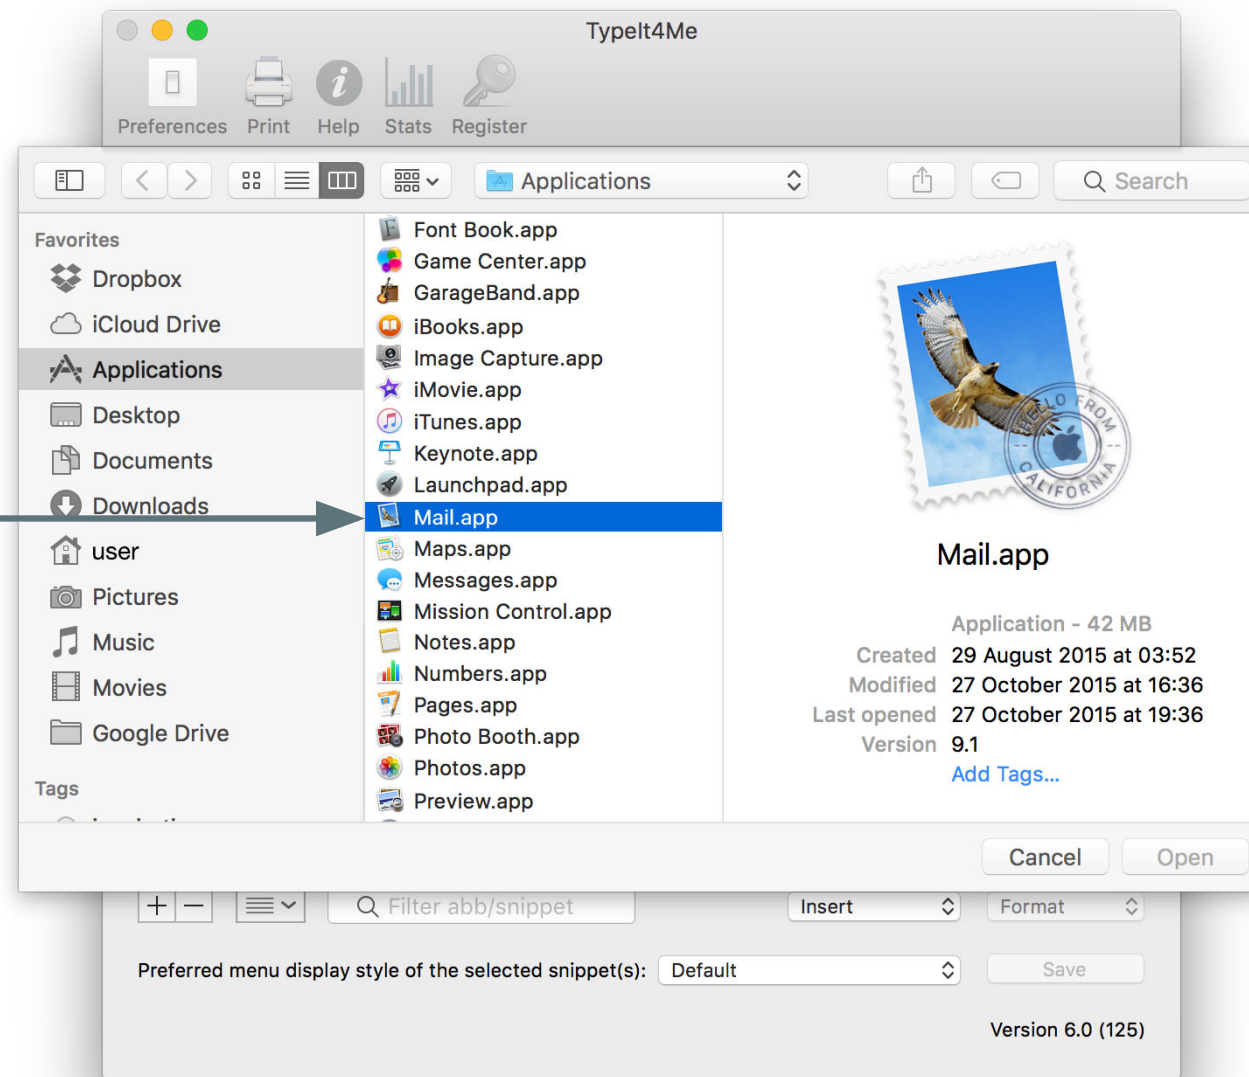 TypeIt4Me
Preferences Print Help Stats Register
Applications
Search
Favorites
Dropbox
iCloud Drive
Applications
Desktop
Documents
Downloads
user
Pictures
Music
Movies
Google Drive
Tags
Font Book.app
Game Center.app
GarageBand.app
iBooks.app
Image Capture.app
iMovie.app
iTunes.app
Keynote.app
Launchpad.app
Mail.app
Maps.app
Messages.app
Mission Control.app
Notes.app
Numbers.app
Pages.app
Photo Booth.app
Photos.app
Preview.app
HELLO FROM
CALIFORNIA
Mail.app
Application - 42 MB
Created 29 August 2015 at 03:52
Modified 27 October 2015 at 16:36
Last opened 27 October 2015 at 19:36
Version 9.1
Add Tags...
Cancel Open
Filter abb/snippet Insert Format
Preferred menu display style of the selected snippet(s): Default Save
Version 6.0 (125)